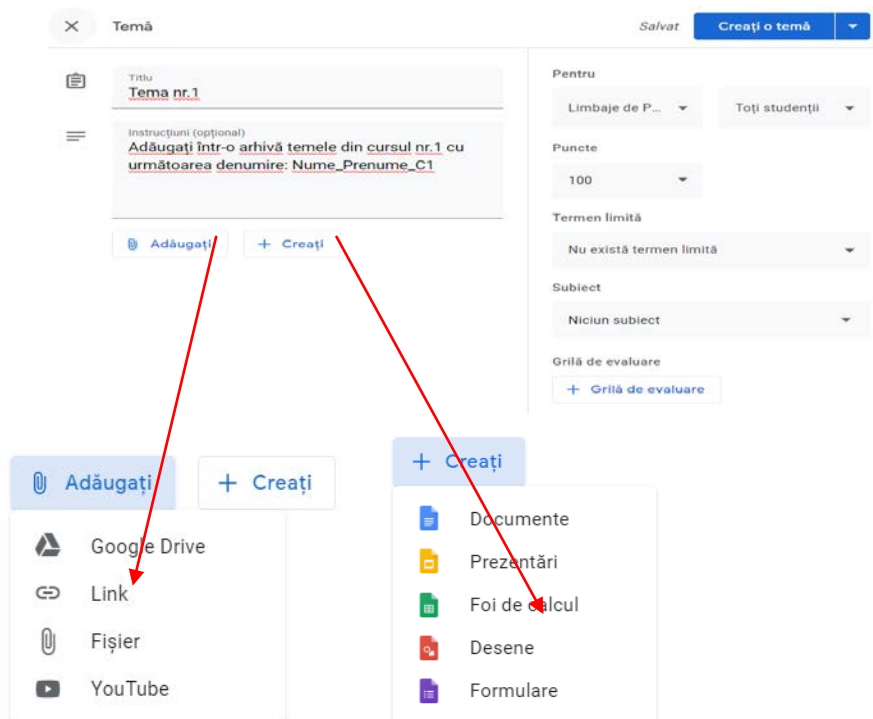 Temă
Salvat
Creați o temă
Titlu
Tema nr.1
Instrucțiuni (opțional)
Adăugați într-o arhivă temele din cursul nr.1 cu
următoarea denumire: Nume_Prenume_C1
Adăugați
+ Creați
Pentru
Limbaje de P...
Toți studenții
Puncte
100
Termen limită
Nu există termen limită
Subiect
Niciun subiect
Grilă de evaluare
+ Grilă de evaluare
Adăugați
+ Creați
Google Drive
Link
Fișier
YouTube
+ Creați
Documente
Prezentări
Foi de calcul
Desene
Formulare